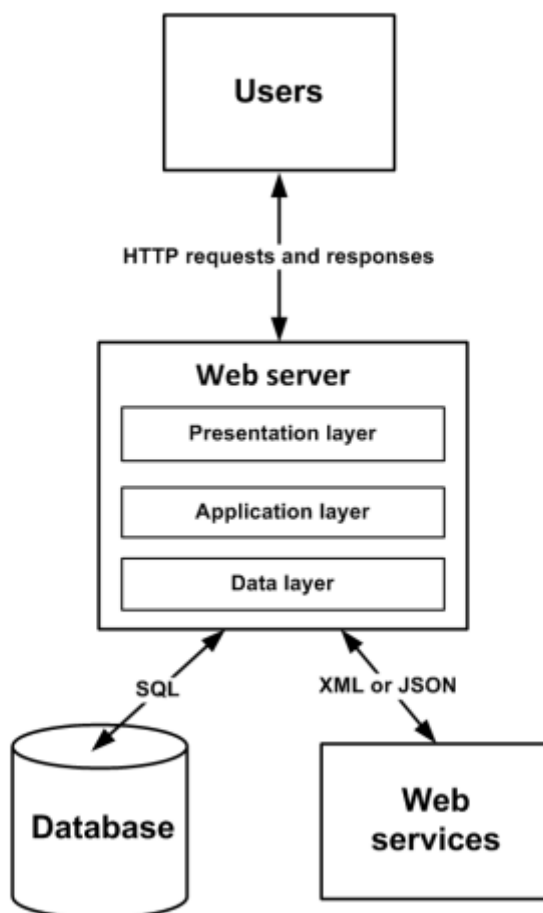 Users
HTTP requests and responses
Web server
Presentation layer
Application layer
Data layer
SQL
XML or JSON
Database
Web
services